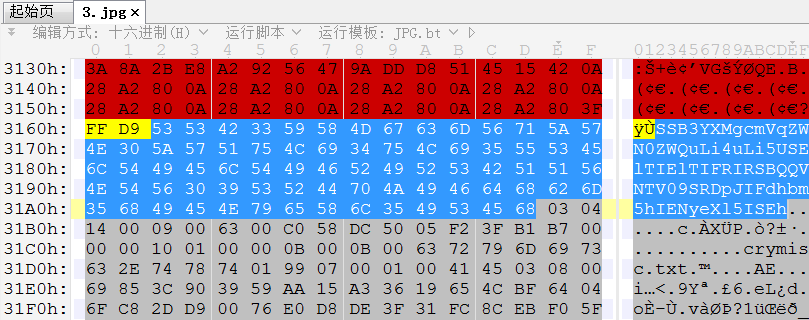 起始页 3.jpg ×
编辑方式: 十六进制(H) 运行脚本 运行模板: JPG.bt
0 1 2 3 4 5 6 7 8 9 A B C D E F 0123456789ABCDEF
3130h: 3A 8A 2B E8 A2 92 56 47 9A DD D8 51 45 15 42 0A :Š+è¢’VGšÝØQE.B.
3140h: 28 A2 80 0A 28 A2 80 0A 28 A2 80 0A 28 A2 80 0A (¢€.(¢€.(¢€.(¢€.
3150h: 28 A2 80 0A 28 A2 80 0A 28 A2 80 0A 28 A2 80 3F (¢€.(¢€.(¢€.(¢€?
3160h: FF D9 53 53 42 33 59 58 4D 67 63 6D 56 71 5A 57 ÿÙSSB3YXMgcmVqZW
3170h: 4E 30 5A 57 51 75 4C 69 34 75 4C 69 35 55 53 45 N0ZWQuLi4uLi5USE
3180h: 6C 54 49 45 6C 54 49 46 52 49 52 53 42 51 51 56 lTIElTIFRIRSBQQV
3190h: 4E 54 56 30 39 53 52 44 70 4A 49 46 64 68 62 6D NTV09SRDpJIFdhbm
31A0h: 35 68 49 45 4E 79 65 58 6C 35 49 53 45 68 03 04 5hIENyeXl5ISEh..
31B0h: 14 00 09 00 63 00 C0 58 DC 50 05 F2 3F B1 B7 00 ....c.ÀXÜP.ò?±·.
31C0h: 00 00 10 01 00 00 0B 00 0B 00 63 72 79 6D 69 73 ..........crymis
31D0h: 63 2E 74 78 74 01 99 07 00 01 00 41 45 03 08 00 c.txt.™....AE...
31E0h: 69 85 3C 90 39 59 AA 15 A3 36 19 65 4C BF 64 04 i…<.9Yª.£6.eL¿d.
31F0h: 6F C8 2D D9 00 76 E0 D8 DE 3F 31 FC 8C EB F0 5F oÈ-Ù.vàØÞ?1üŒëð_